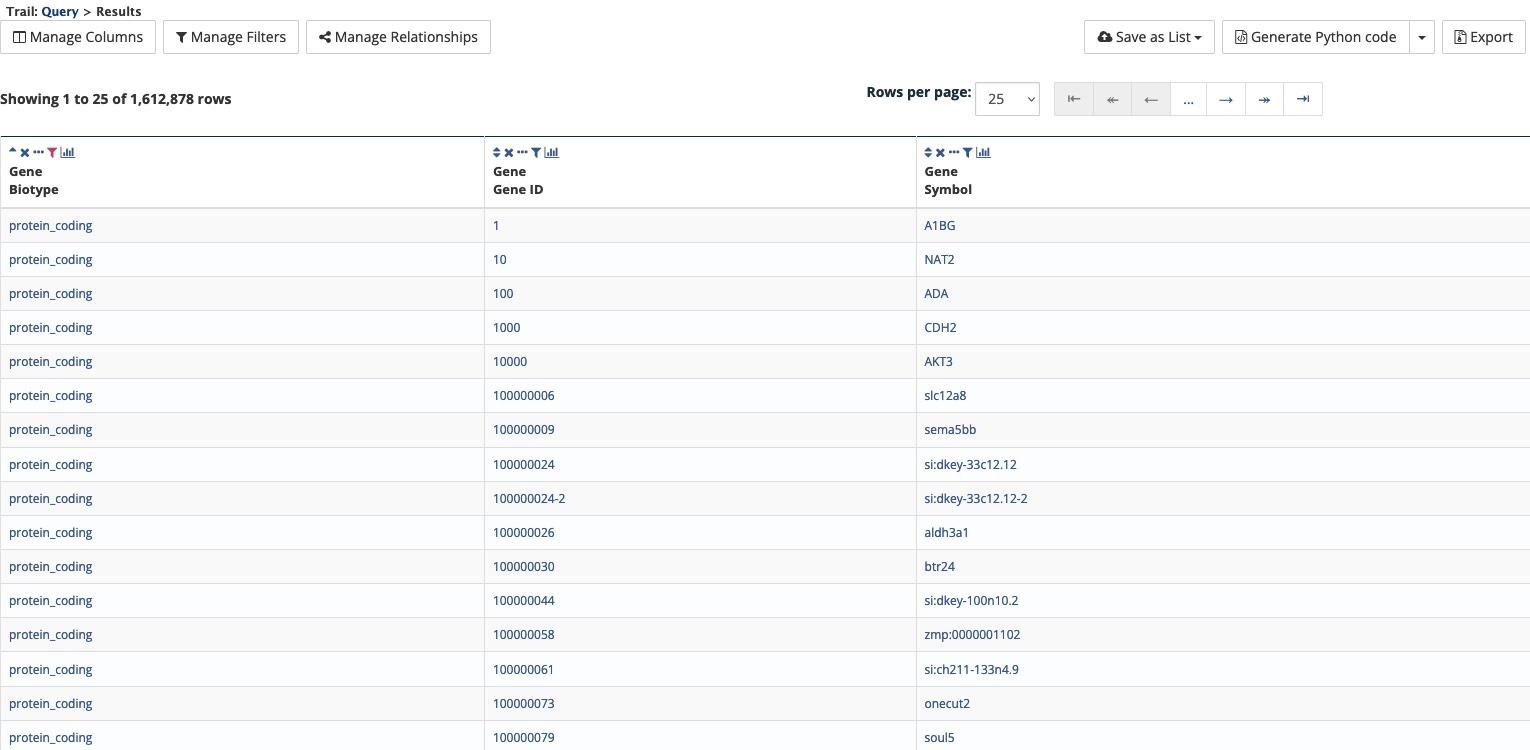 Trail: Query > Results
Manage Columns Manage Filters Manage Relationships Save as List Generate Python code Export
Showing 1 to 25 of 1,612,878 rows Rows per page: 25 ...
Gene Gene Gene
Biotype Gene ID Symbol
protein_coding 1 A1BG
protein_coding 10 NAT2
protein_coding 100 ADA
protein_coding 1000 CDH2
protein_coding 10000 AKT3
protein_coding 100000006 slc12a8
protein_coding 100000009 sema5bb
protein_coding 100000024 si:dkey-33c12.12
protein_coding 100000024-2 si:dkey-33c12.12-2
protein_coding 100000026 aldh3a1
protein_coding 100000030 btr24
protein_coding 100000044 si:dkey-100n10.2
protein_coding 100000058 zmp:0000001102
protein_coding 100000061 si:ch211-133n4.9
protein_coding 100000073 onecut2
protein_coding 100000079 soul5